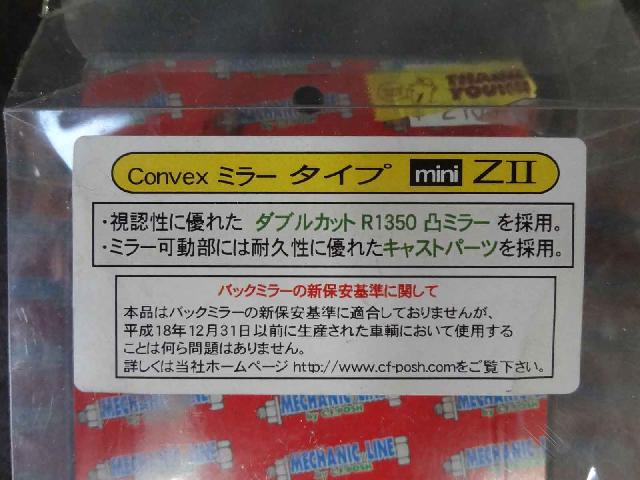 THANK
YOU!!!
Convex ミラー タイプ mini ZII
・視認性に優れた ダブルカット R1350 凸ミラー を採用。
・ミラー可動部には耐久性に優れたキャストパーツを採用。
バックミラーの新保安基準に関して
本品はバックミラーの新保安基準に適合しておりませんが、
平成18年12月31日以前に生産された車輌において使用する
ことは何ら問題はありません。
詳しくは当社ホームページ http://www.cf-posh.comをご覧下さい。
MECHANIC LINE
by CF POSH
MECHANIC LINE
by CF POSH
MECHANIC LINE